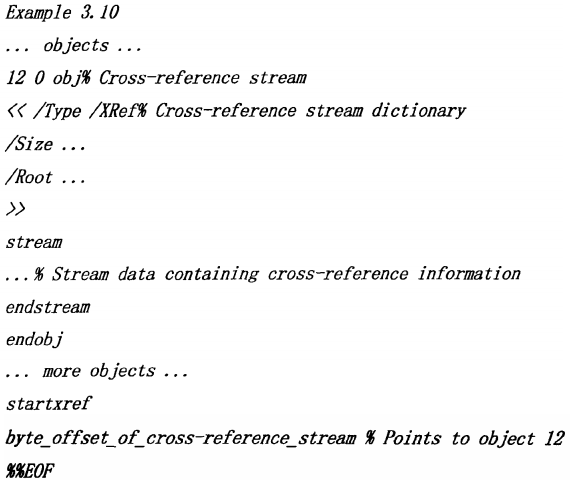 Example 3.10
... objects ...
12 0 obj% Cross-reference stream
<< /Type /XRef% Cross-reference stream dictionary
/Size ...
/Root ...
>>
stream
...% Stream data containing cross-reference information
endstream
endobj
... more objects ...
startxref
byte_offset_of_cross-reference_stream % Points to object 12
%%EOF